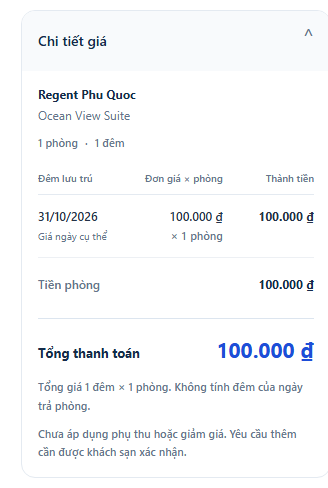 Chi tiết giá
Regent Phu Quoc
Ocean View Suite
1 phòng · 1 đêm
Đêm lưu trú Đơn giá × phòng Thành tiền
31/10/2026 100.000 ₫ 100.000 ₫
Giá ngày cụ thể × 1 phòng
Tiền phòng 100.000 ₫
Tổng thanh toán 100.000 ₫
Tổng giá 1 đêm × 1 phòng. Không tính đêm của ngày
trả phòng.
Chưa áp dụng phụ thu hoặc giảm giá. Yêu cầu thêm
cần được khách sạn xác nhận.